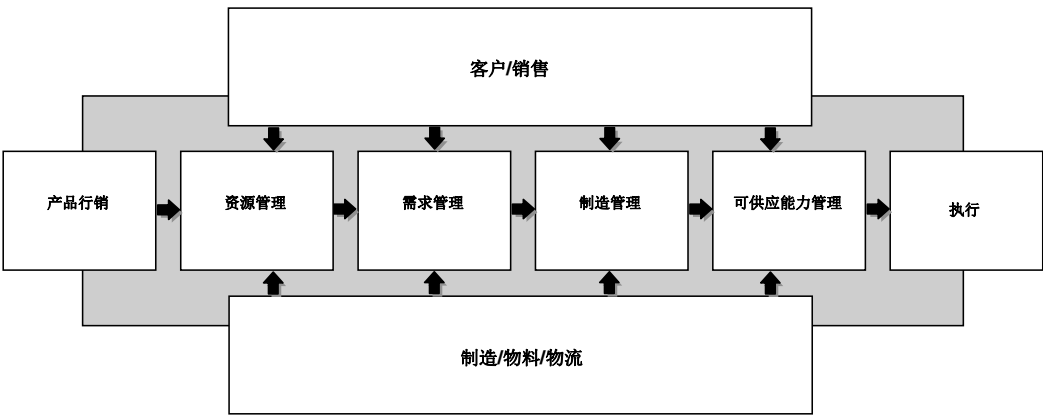 客户/销售
产品行销
资源管理
需求管理
制造管理
可供应能力管理
执行
制造/物料/物流